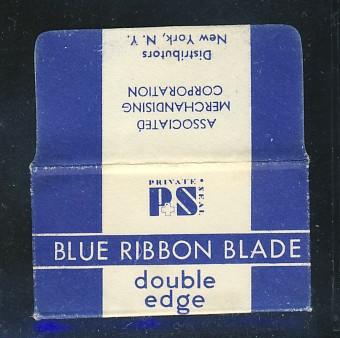 New York, N. Y.
Distributors
CORPORATION
MERCHANDISING
ASSOCIATED
PRIVATE • SEAL
P&S
BLUE RIBBON BLADE
double
edge